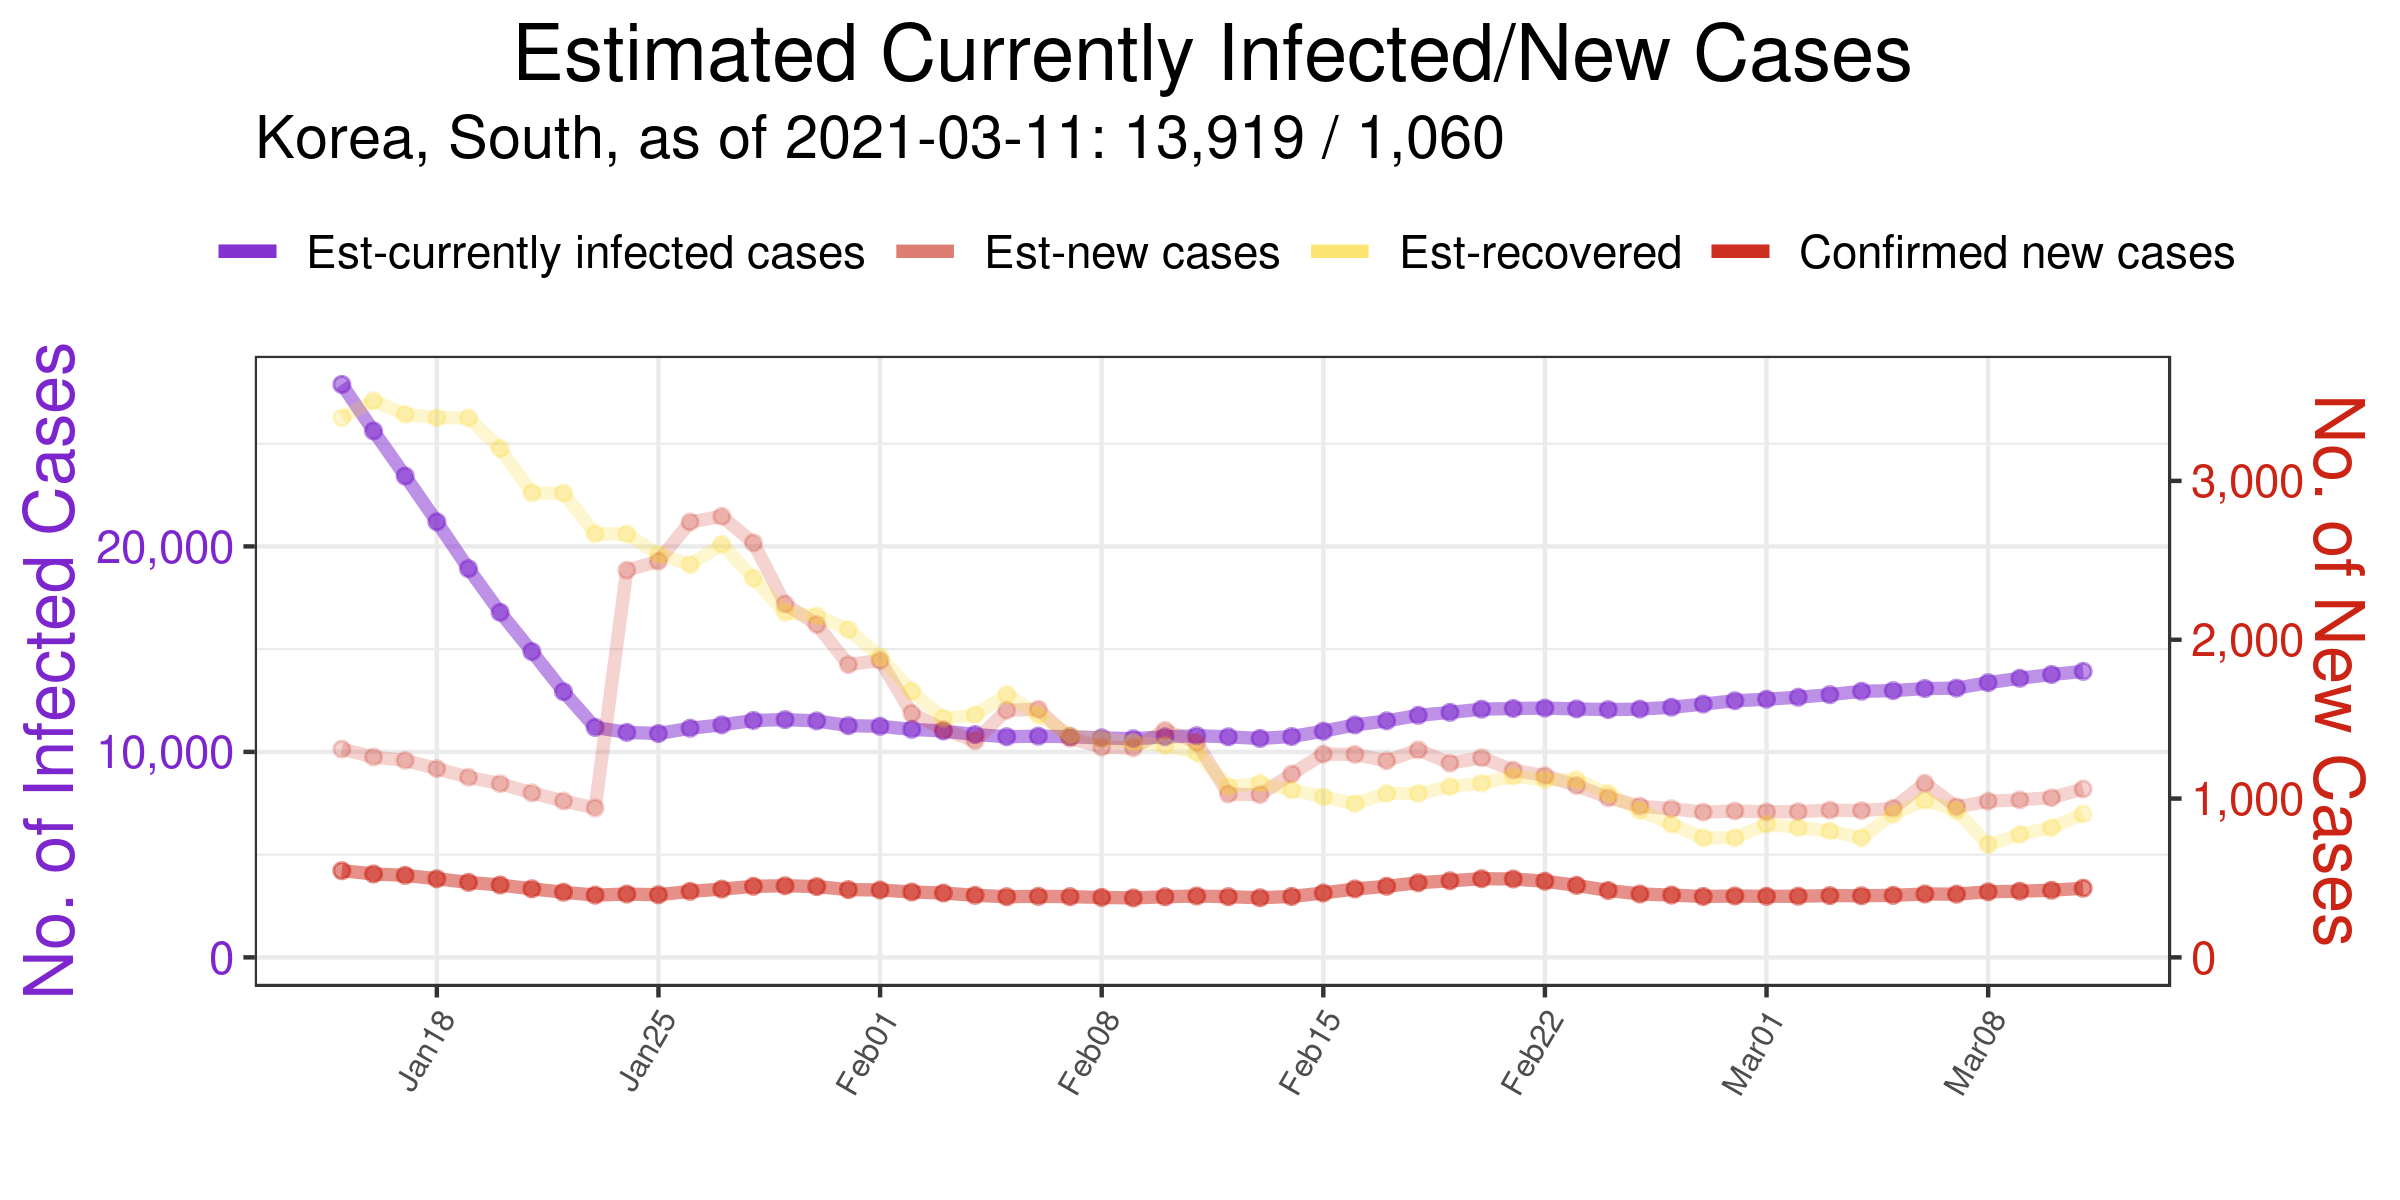 Estimated Currently Infected/New Cases
Korea, South, as of 2021-03-11: 13,919 / 1,060
Est-currently infected cases Est-new cases Est-recovered Confirmed new cases
No. of Infected Cases
20,000
10,000
0
3,000
2,000
1,000
0
No. of New Cases
Jan18 Jan25 Feb01 Feb08 Feb15 Feb22 Mar01 Mar08